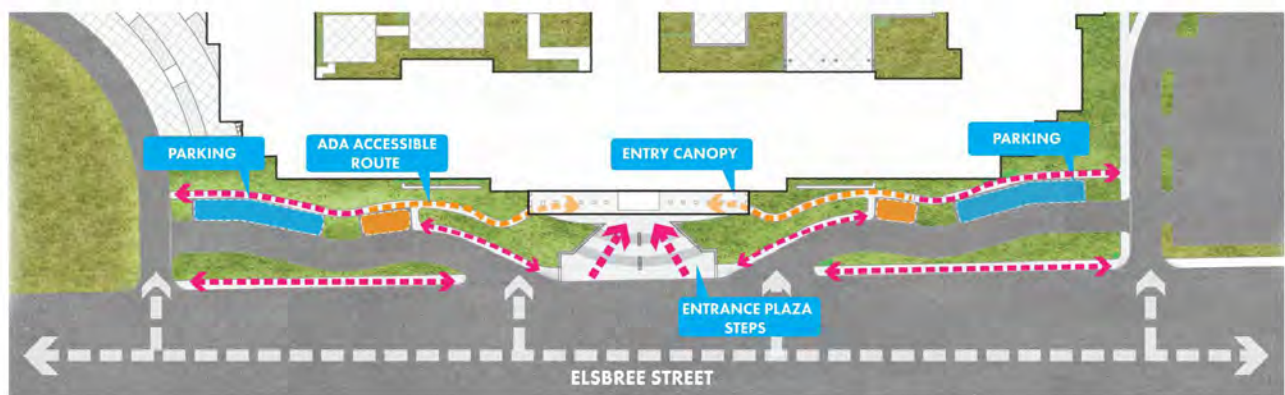 PARKING
ADA ACCESSIBLE
ROUTE
ENTRY CANOPY
PARKING
ENTRANCE PLAZA
STEPS
ELSBREE STREET